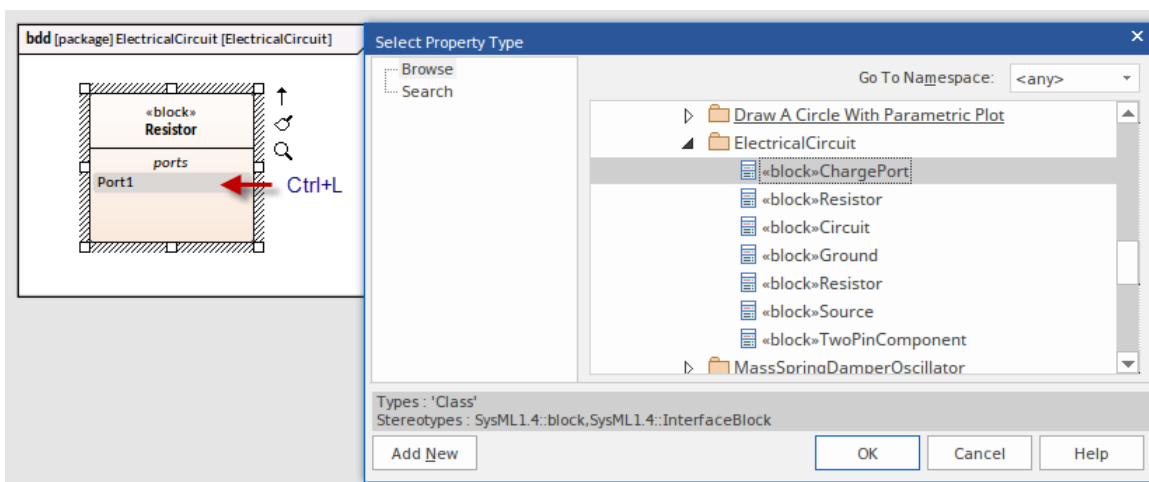 bdd [package] ElectricalCircuit [ElectricalCircuit]
«block»
Resistor
ports
Port1
Ctrl+L
Select Property Type
Browse
Search
Go To Namespace: <any>
Draw A Circle With Parametric Plot
ElectricalCircuit
«block»ChargePort
«block»Resistor
«block»Circuit
«block»Ground
«block»Resistor
«block»Source
«block»TwoPinComponent
MassSpringDamperOscillator
Types : 'Class'
Stereotypes : SysML1.4::block,SysML1.4::InterfaceBlock
Add New OK Cancel Help